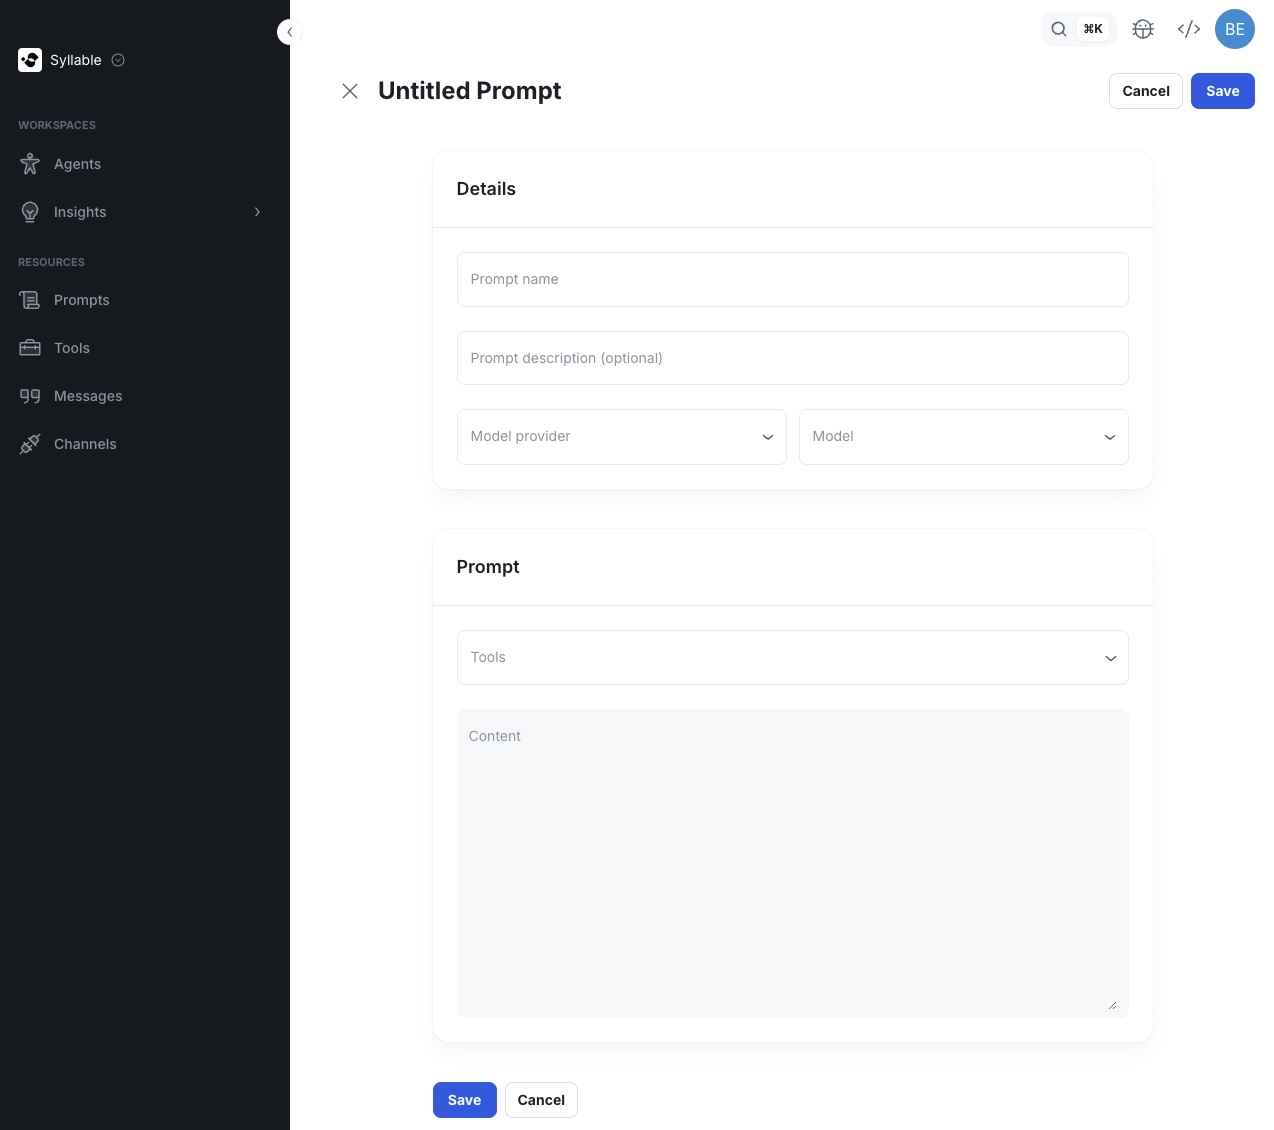 Syllable
WORKSPACES
Agents
Insights
RESOURCES
Prompts
Tools
Messages
Channels
⌘K
BE
Untitled Prompt
Cancel
Save
Details
Prompt name
Prompt description (optional)
Model provider
Model
Prompt
Tools
Content
Save
Cancel